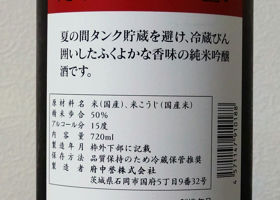 夏の間タンク貯蔵を避け、冷蔵びん
囲いしたふくよかな香味の純米吟醸
酒です。
原材料名 米(国産)、米こうじ(国産米)
精米歩合 50%
アルコール分 15度
内容量 720ml
製造年月 枠外下部に記載
保存方法 品質保持のため冷蔵保管推奨
製造者 府中誉株式会社
茨城県石岡市国府5丁目9番32号